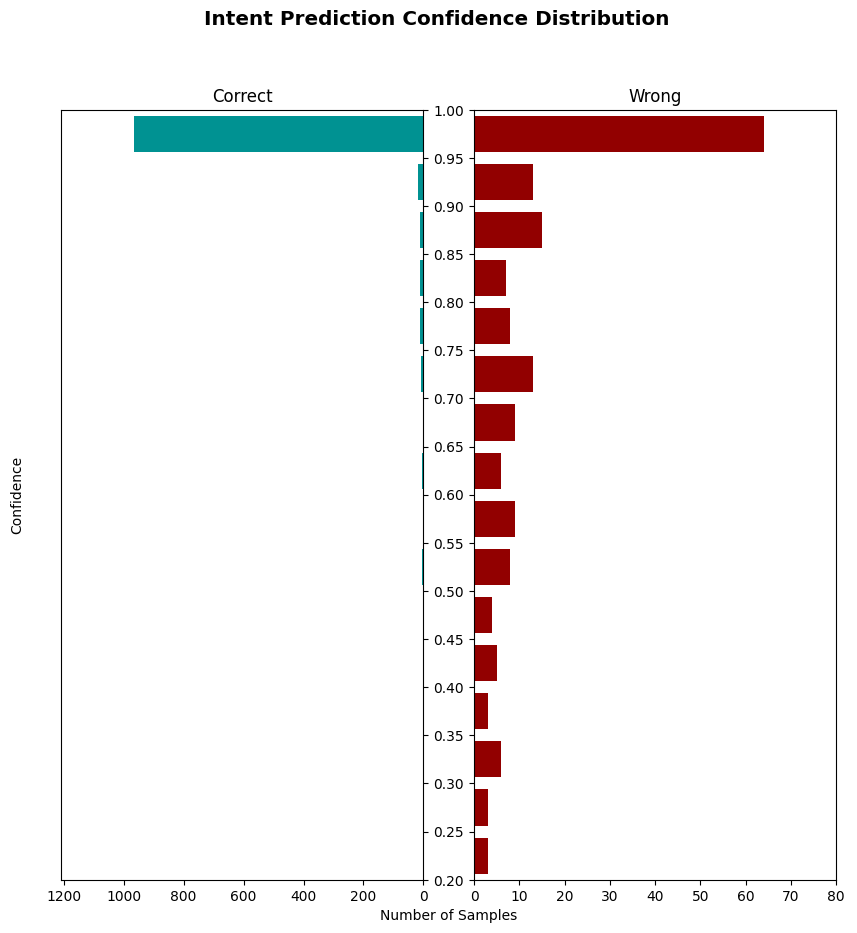 Intent Prediction Confidence Distribution
Correct
Wrong
Confidence
1.00
0.95
0.90
0.85
0.80
0.75
0.70
0.65
0.60
0.55
0.50
0.45
0.40
0.35
0.30
0.25
0.20
1200 1000 800 600 400 200 0
0 10 20 30 40 50 60 70 80
Number of Samples